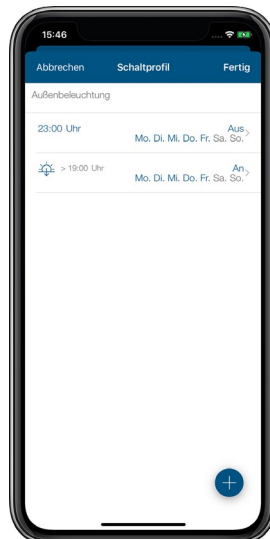 15:46
Abbrechen Schaltprofil Fertig
Außenbeleuchtung
23:00 Uhr Aus
Mo. Di. Mi. Do. Fr. Sa. So.
> 19:00 Uhr An
Mo. Di. Mi. Do. Fr. Sa. So.